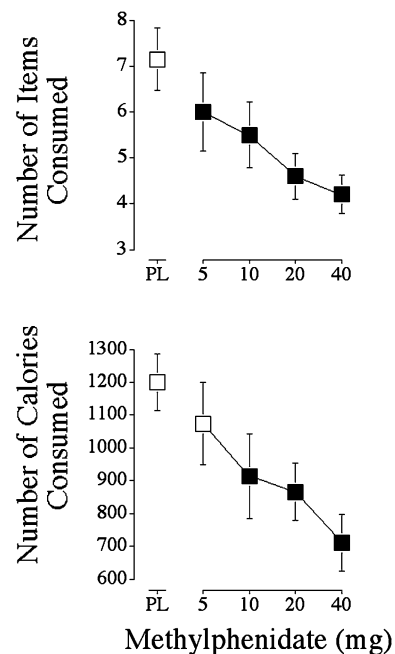 Number of Items
Consumed
8
7
6
5
4
3
PL 5 10 20 40
Number of Calories
Consumed
1300
1200
1100
1000
900
800
700
600
PL 5 10 20 40
Methylphenidate (mg)